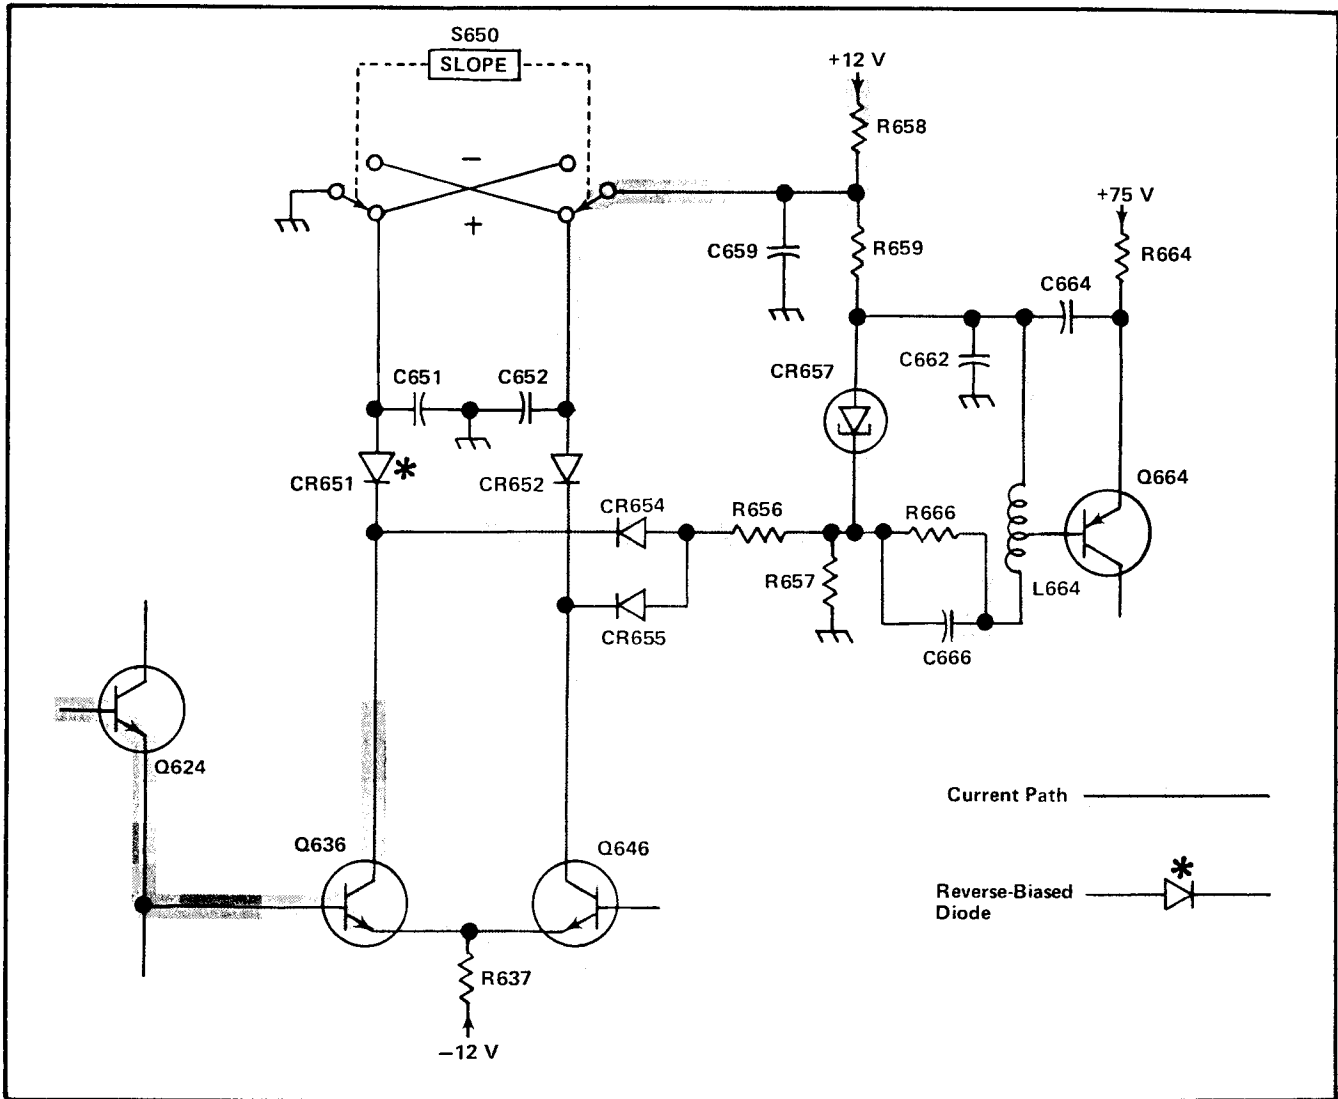 S650
SLOPE
+12 V
R658
−
+75 V
+
C659
R659
R664
C664
C651
C652
CR657
C662
CR651
*
CR652
Q664
CR654
R656
R666
R657
L664
CR655
C666
Q624
Current Path
Q636
Q646
*
Reverse-Biased
Diode
R637
−12 V